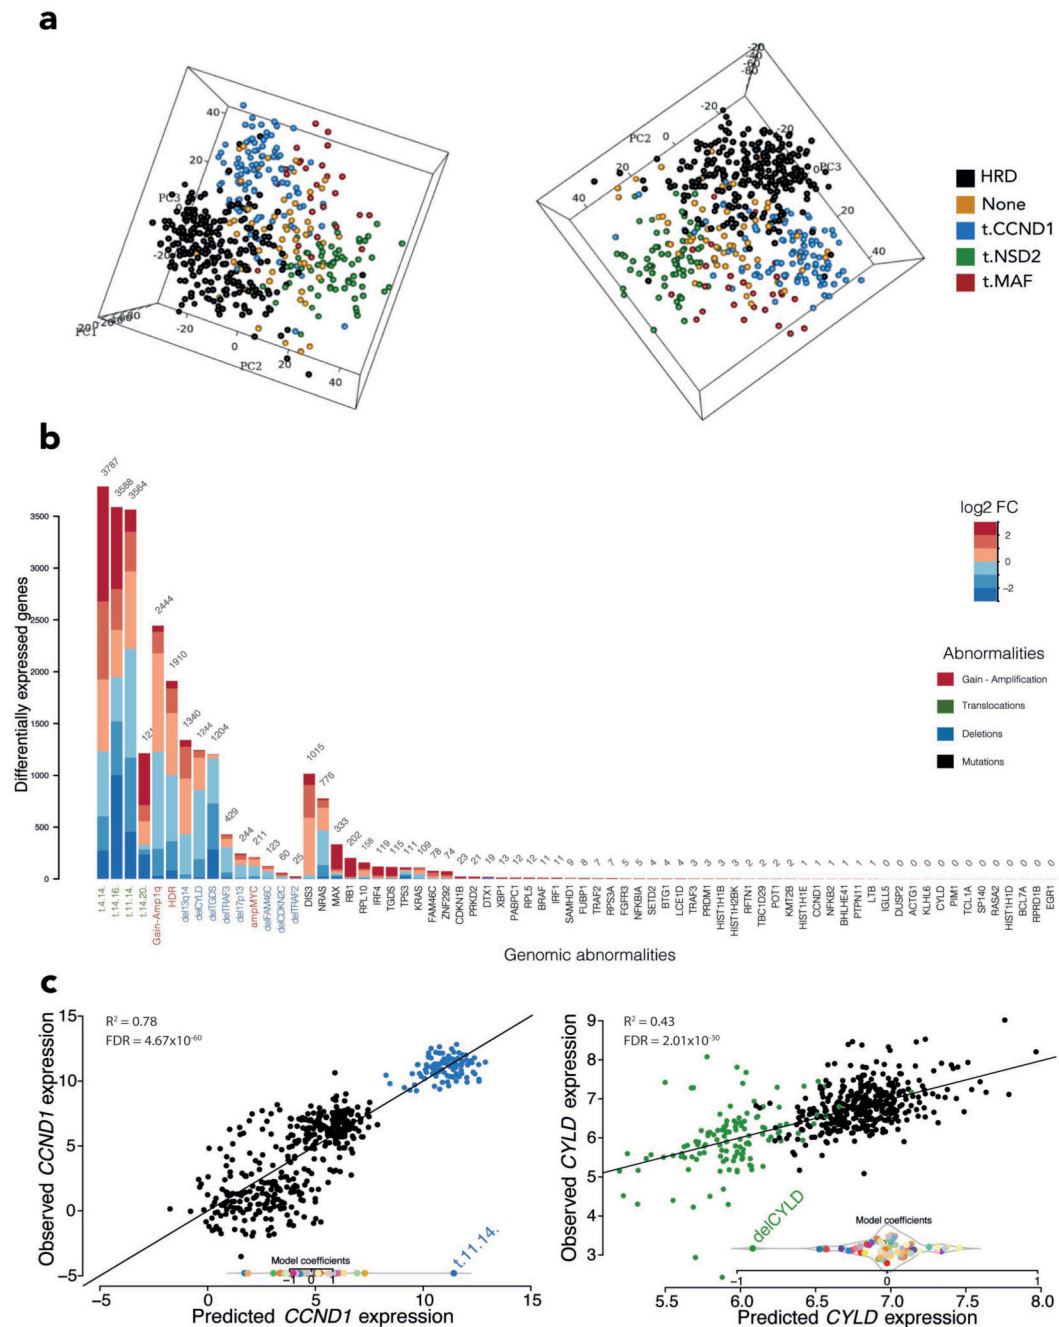 a
40
20
PC3
-20
-20
0
PC2
20
40
PC1
-20
-40
-60
-80
-20
PC2
0
20
40
-20
PC3
0
20
40
HRD
None
t.CCND1
t.NSD2
t.MAF
b
Differentially expressed genes
3500
3000
2500
2000
1500
1000
500
0
3787
3588
3564
2444
1910
1340
1244
1204
429
244
211
123
60
25
1015
776
333
202
158
119
115
111
109
78
74
23
21
19
13
12
12
11
11
9
8
7
7
5
5
4
4
4
3
3
3
3
2
2
2
1
1
1
1
1
1
0
0
0
0
0
0
0
0
0
0
0
0
0
t.4.14.
t.14.16.
t.11.14.
t.14.20.
Gain-Amp1q
HDR
del13q14
delCYLD
delTGDS
delTRAF3
del17p13
ampMYC
delFAM46C
delCDKN2C
delTRAF2
DIS3
NRAS
MAX
RB1
RPL10
IRF4
TGDS
TP53
KRAS
FAM46C
ZNF292
CDKN1B
PRKD2
DTX1
XBP1
PABPC1
RPL5
BRAF
IRF1
SAMHD1
FUBP1
TRAF2
RPS3A
FGFR3
NFKBIA
SETD2
BTG1
LCE1D
TRAF3
PRDM1
HIST1H1B
HIST1H2BK
RFTN1
TBC1D29
POT1
KMT2B
HIST1H1E
CCND1
NFKB2
BHLHE41
PTPN11
LTB
IGLL5
DUSP2
ACTG1
KLHL6
CYLD
PIM1
TCL1A
SP140
RASA2
HIST1H1D
BCL7A
RPRD1B
EGR1
Genomic abnormalities
log2 FC
2
0
−2
Abnormalities
Gain - Amplification
Translocations
Deletions
Mutations
c
R² = 0.78
FDR = 4.67x10⁻⁶⁰
Observed CCND1 expression
15
10
5
0
−5
−5
0
5
10
15
Predicted CCND1 expression
Model coefficients
−1 0 1
t.11.14.
R² = 0.43
FDR = 2.01x10⁻³⁰
Observed CYLD expression
9
8
7
6
5
4
3
delCYLD
Model coefficients
-1
0
1
5.5
6.0
6.5
7.0
7.5
8.0
Predicted CYLD expression